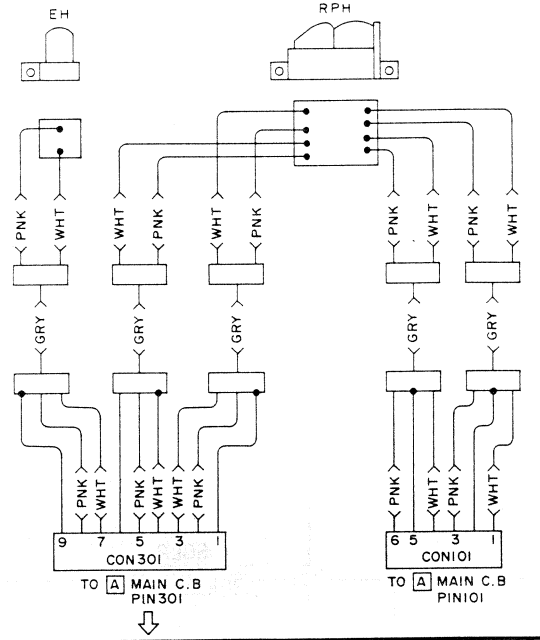 EH
RPH
PNK WHT WHT PNK WHT PNK PNK WHT PNK WHT
GRY GRY GRY GRY GRY
PNK WHT PNK WHT WHT PNK PNK WHT PNK WHT
9 7 5 3 1
6 5 3 1
CON301
CON101
TO A MAIN C.B
PIN301
TO A MAIN C.B
PIN101